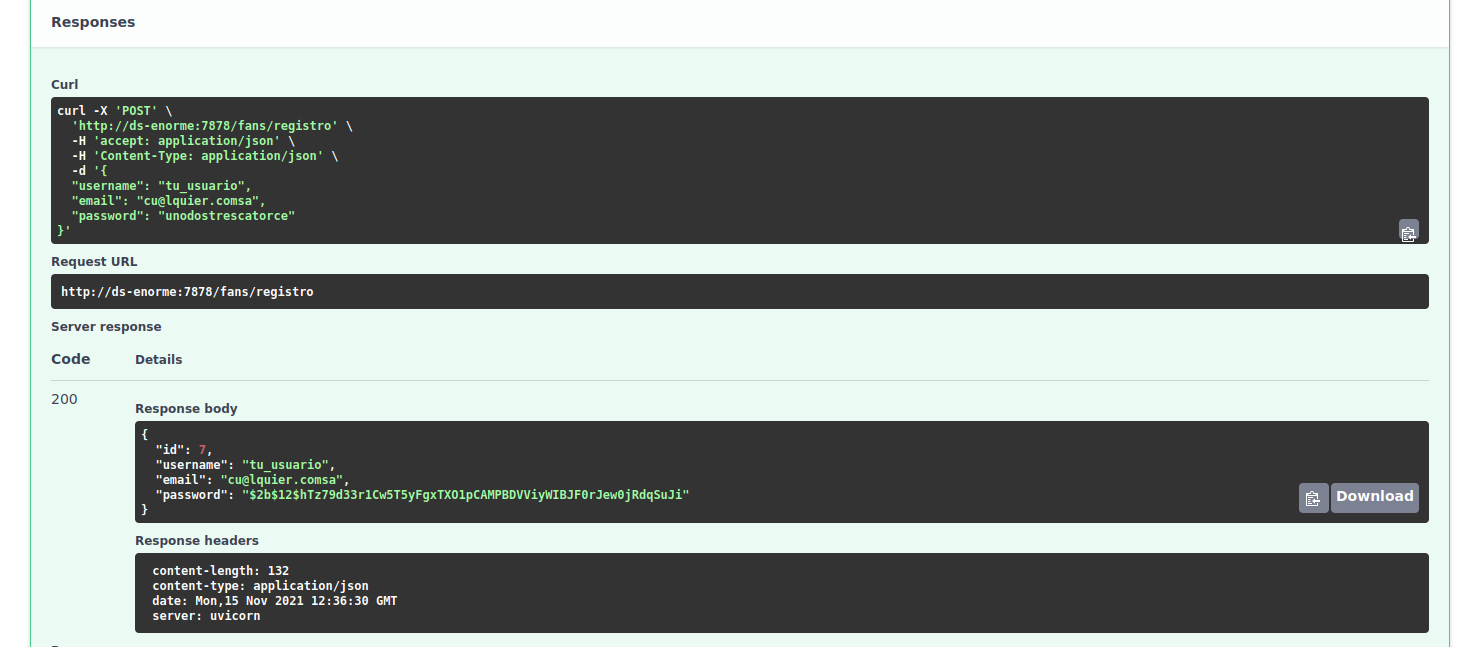 Responses
Curl
curl -X 'POST' \
  'http://ds-enorme:7878/fans/registro' \
  -H 'accept: application/json' \
  -H 'Content-Type: application/json' \
  -d '{
  "username": "tu_usuario",
  "email": "cu@lquier.comsa",
  "password": "unodostrescatorce"
}'
Request URL
http://ds-enorme:7878/fans/registro
Server response
Code Details
200
Response body
{
  "id": 7,
  "username": "tu_usuario",
  "email": "cu@lquier.comsa",
  "password": "$2b$12$hTz79d33r1Cw5T5yFgxTXO1pCAMPBDVViyWIBJF0rJew0jRdqSuJi"
}
Download
Response headers
content-length: 132
content-type: application/json
date: Mon,15 Nov 2021 12:36:30 GMT
server: uvicorn